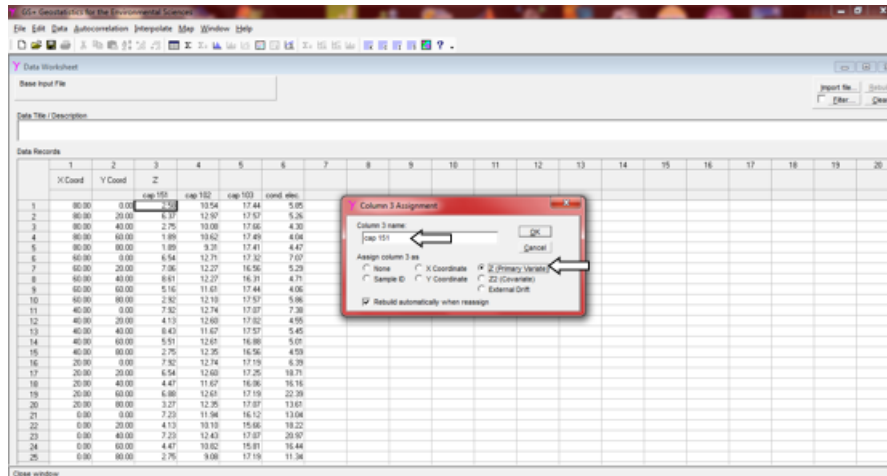 GS+ Geostatistics for the Environmental Sciences
File Edit Data Autocorrelation Interpolate Map Window Help
Data Worksheet
Base Input File
Import file...
Filter...
Data Title / Description
Data Records
1 2 3 4 5 6 7 8 9 10 11 12 13 14 15 16 17 18 19 20
X Coord Y Coord Z
cap 151 cap 102 cap 103 cond. elec.
1 80.00 0.00 2.58 10.54 17.44 5.85
2 80.00 20.00 6.37 12.97 17.57 5.26
3 80.00 40.00 2.75 10.08 17.66 4.30
4 80.00 60.00 1.89 10.62 17.49 4.04
5 80.00 80.00 1.89 9.31 17.41 4.47
6 60.00 0.00 6.54 12.71 17.32 7.07
7 60.00 20.00 7.06 12.27 16.56 5.29
8 60.00 40.00 8.61 12.27 16.31 4.71
9 60.00 60.00 5.16 11.61 17.44 4.06
10 60.00 80.00 2.92 12.10 17.57 5.86
11 40.00 0.00 7.92 12.74 17.07 7.38
12 40.00 20.00 4.13 12.60 17.02 4.55
13 40.00 40.00 8.43 11.67 17.57 5.45
14 40.00 60.00 5.51 12.61 16.88 5.01
15 40.00 80.00 2.75 12.35 16.56 4.59
16 20.00 0.00 7.92 12.74 17.19 6.39
17 20.00 20.00 6.54 12.60 17.25 18.71
18 20.00 40.00 4.47 11.67 16.06 16.16
19 20.00 60.00 6.88 12.61 17.19 22.39
20 20.00 80.00 3.27 12.35 17.07 13.61
21 0.00 0.00 7.23 11.94 16.12 13.04
22 0.00 20.00 4.13 10.10 15.66 18.22
23 0.00 40.00 7.23 12.43 17.07 20.97
24 0.00 60.00 4.47 10.82 15.81 16.44
25 0.00 80.00 2.75 9.08 17.19 11.34
Column 3 Assignment
Column 3 name:
cap 151
OK
Cancel
Assign column 3 as
None X Coordinate Z (Primary Variate)
Sample ID Y Coordinate Z2 (Covariate)
External Drift
Rebuild automatically when reassign
Close window